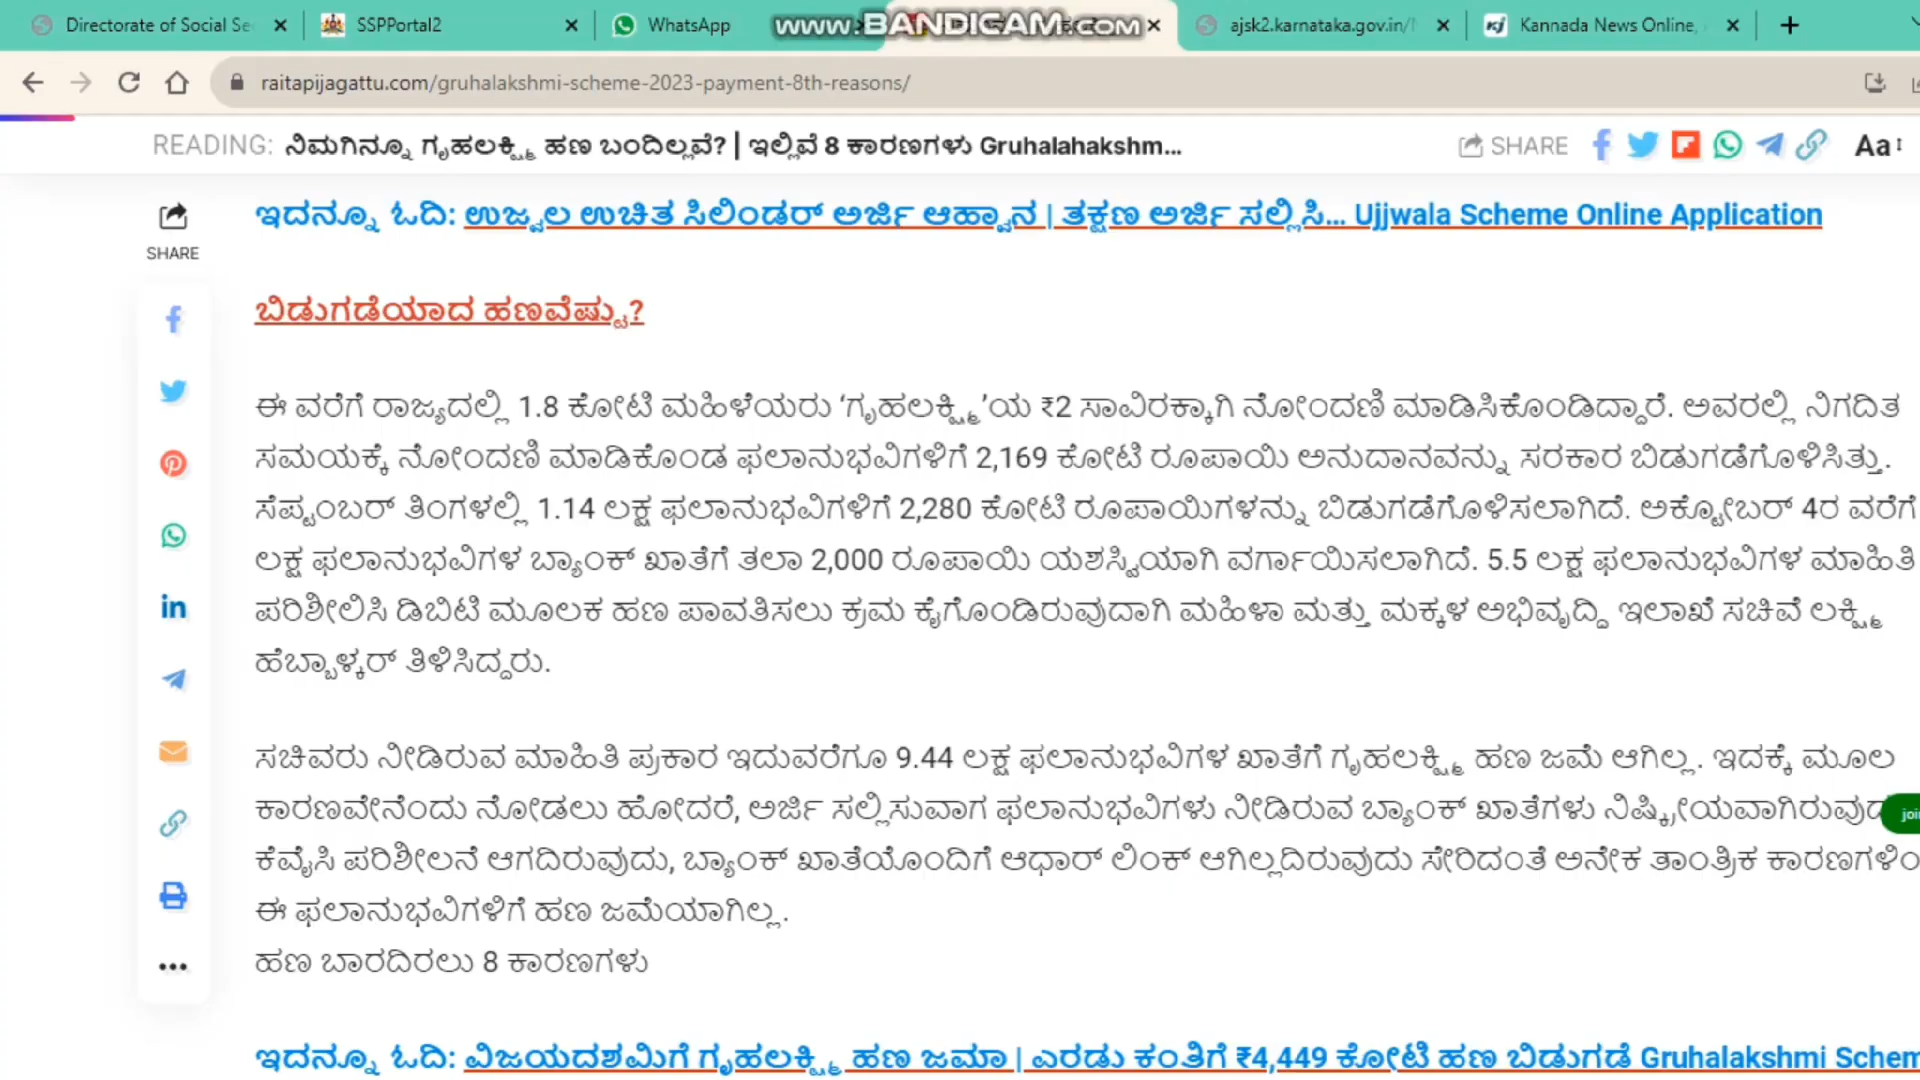 Directorate of Social Se
SSPPortal2
WhatsApp
www.BANDICAM.com
ajsk2.karnataka.gov.in/
Kannada News Online,
raitapijagattu.com/gruhalakshmi-scheme-2023-payment-8th-reasons/
READING: ನಿಮಗಿನ್ನೂ ಗೃಹಲಕ್ಷ್ಮಿ ಹಣ ಬಂದಿಲ್ಲವೆ? | ಇಲ್ಲಿವೆ 8 ಕಾರಣಗಳು Gruhalahakshm...
SHARE
Aa
SHARE
ಇದನ್ನೂ ಓದಿ: ಉಜ್ವಲ ಉಚಿತ ಸಿಲಿಂಡರ್ ಅರ್ಜಿ ಆಹ್ವಾನ | ತಕ್ಷಣ ಅರ್ಜಿ ಸಲ್ಲಿಸಿ... Ujjwala Scheme Online Application
ಬಿಡುಗಡೆಯಾದ ಹಣವೆಷ್ಟು?
ಈ ವರೆಗೆ ರಾಜ್ಯದಲ್ಲಿ 1.8 ಕೋಟಿ ಮಹಿಳೆಯರು ‘ಗೃಹಲಕ್ಷ್ಮಿ’ಯ ₹2 ಸಾವಿರಕ್ಕಾಗಿ ನೋಂದಣಿ ಮಾಡಿಸಿಕೊಂಡಿದ್ದಾರೆ. ಅವರಲ್ಲಿ ನಿಗದಿತ
ಸಮಯಕ್ಕೆ ನೋಂದಣಿ ಮಾಡಿಕೊಂಡ ಫಲಾನುಭವಿಗಳಿಗೆ 2,169 ಕೋಟಿ ರೂಪಾಯಿ ಅನುದಾನವನ್ನು ಸರಕಾರ ಬಿಡುಗಡೆಗೊಳಿಸಿತ್ತು.
ಸೆಪ್ಟಂಬರ್ ತಿಂಗಳಲ್ಲಿ 1.14 ಲಕ್ಷ ಫಲಾನುಭವಿಗಳಿಗೆ 2,280 ಕೋಟಿ ರೂಪಾಯಿಗಳನ್ನು ಬಿಡುಗಡೆಗೊಳಿಸಲಾಗಿದೆ. ಅಕ್ಟೋಬರ್ 4ರ ವರೆಗೆ
ಲಕ್ಷ ಫಲಾನುಭವಿಗಳ ಬ್ಯಾಂಕ್ ಖಾತೆಗೆ ತಲಾ 2,000 ರೂಪಾಯಿ ಯಶಸ್ವಿಯಾಗಿ ವರ್ಗಾಯಿಸಲಾಗಿದೆ. 5.5 ಲಕ್ಷ ಫಲಾನುಭವಿಗಳ ಮಾಹಿತಿ
ಪರಿಶೀಲಿಸಿ ಡಿಬಿಟಿ ಮೂಲಕ ಹಣ ಪಾವತಿಸಲು ಕ್ರಮ ಕೈಗೊಂಡಿರುವುದಾಗಿ ಮಹಿಳಾ ಮತ್ತು ಮಕ್ಕಳ ಅಭಿವೃದ್ದಿ ಇಲಾಖೆ ಸಚಿವೆ ಲಕ್ಷ್ಮಿ
ಹೆಬ್ಬಾಳ್ಕರ್ ತಿಳಿಸಿದ್ದರು.
ಸಚಿವರು ನೀಡಿರುವ ಮಾಹಿತಿ ಪ್ರಕಾರ ಇದುವರೆಗೂ 9.44 ಲಕ್ಷ ಫಲಾನುಭವಿಗಳ ಖಾತೆಗೆ ಗೃಹಲಕ್ಷ್ಮಿ ಹಣ ಜಮೆ ಆಗಿಲ್ಲ. ಇದಕ್ಕೆ ಮೂಲ
ಕಾರಣವೇನೆಂದು ನೋಡಲು ಹೋದರೆ, ಅರ್ಜಿ ಸಲ್ಲಿಸುವಾಗ ಫಲಾನುಭವಿಗಳು ನೀಡಿರುವ ಬ್ಯಾಂಕ್ ಖಾತೆಗಳು
ಕೆವೈಸಿ ಪರಿಶೀಲನೆ ಆಗದಿರುವುದು, ಬ್ಯಾಂಕ್ ಖಾತೆಯೊಂದಿಗೆ ಆಧಾರ್ ಲಿಂಕ್ ಆಗಿಲ್ಲದಿರುವುದು ಸೇರಿದಂತೆ ಅನೇಕ ತಾಂತ್ರಿಕ
ಈ ಫಲಾನುಭವಿಗಳಿಗೆ ಹಣ ಜಮೆಯಾಗಿಲ್ಲ.
ಹಣ ಬಾರದಿರಲು 8 ಕಾರಣಗಳು
ಇದನ್ನೂ ಓದಿ: ವಿಜಯದಶಮಿಗೆ ಗೃಹಲಕ್ಷ್ಮಿ ಹಣ ಜಮಾ | ಎರಡು ಕಂತಿಗೆ ₹4,449 ಕೋಟಿ ಹಣ ಬಿಡುಗಡೆ Gruhalakshmi Schem